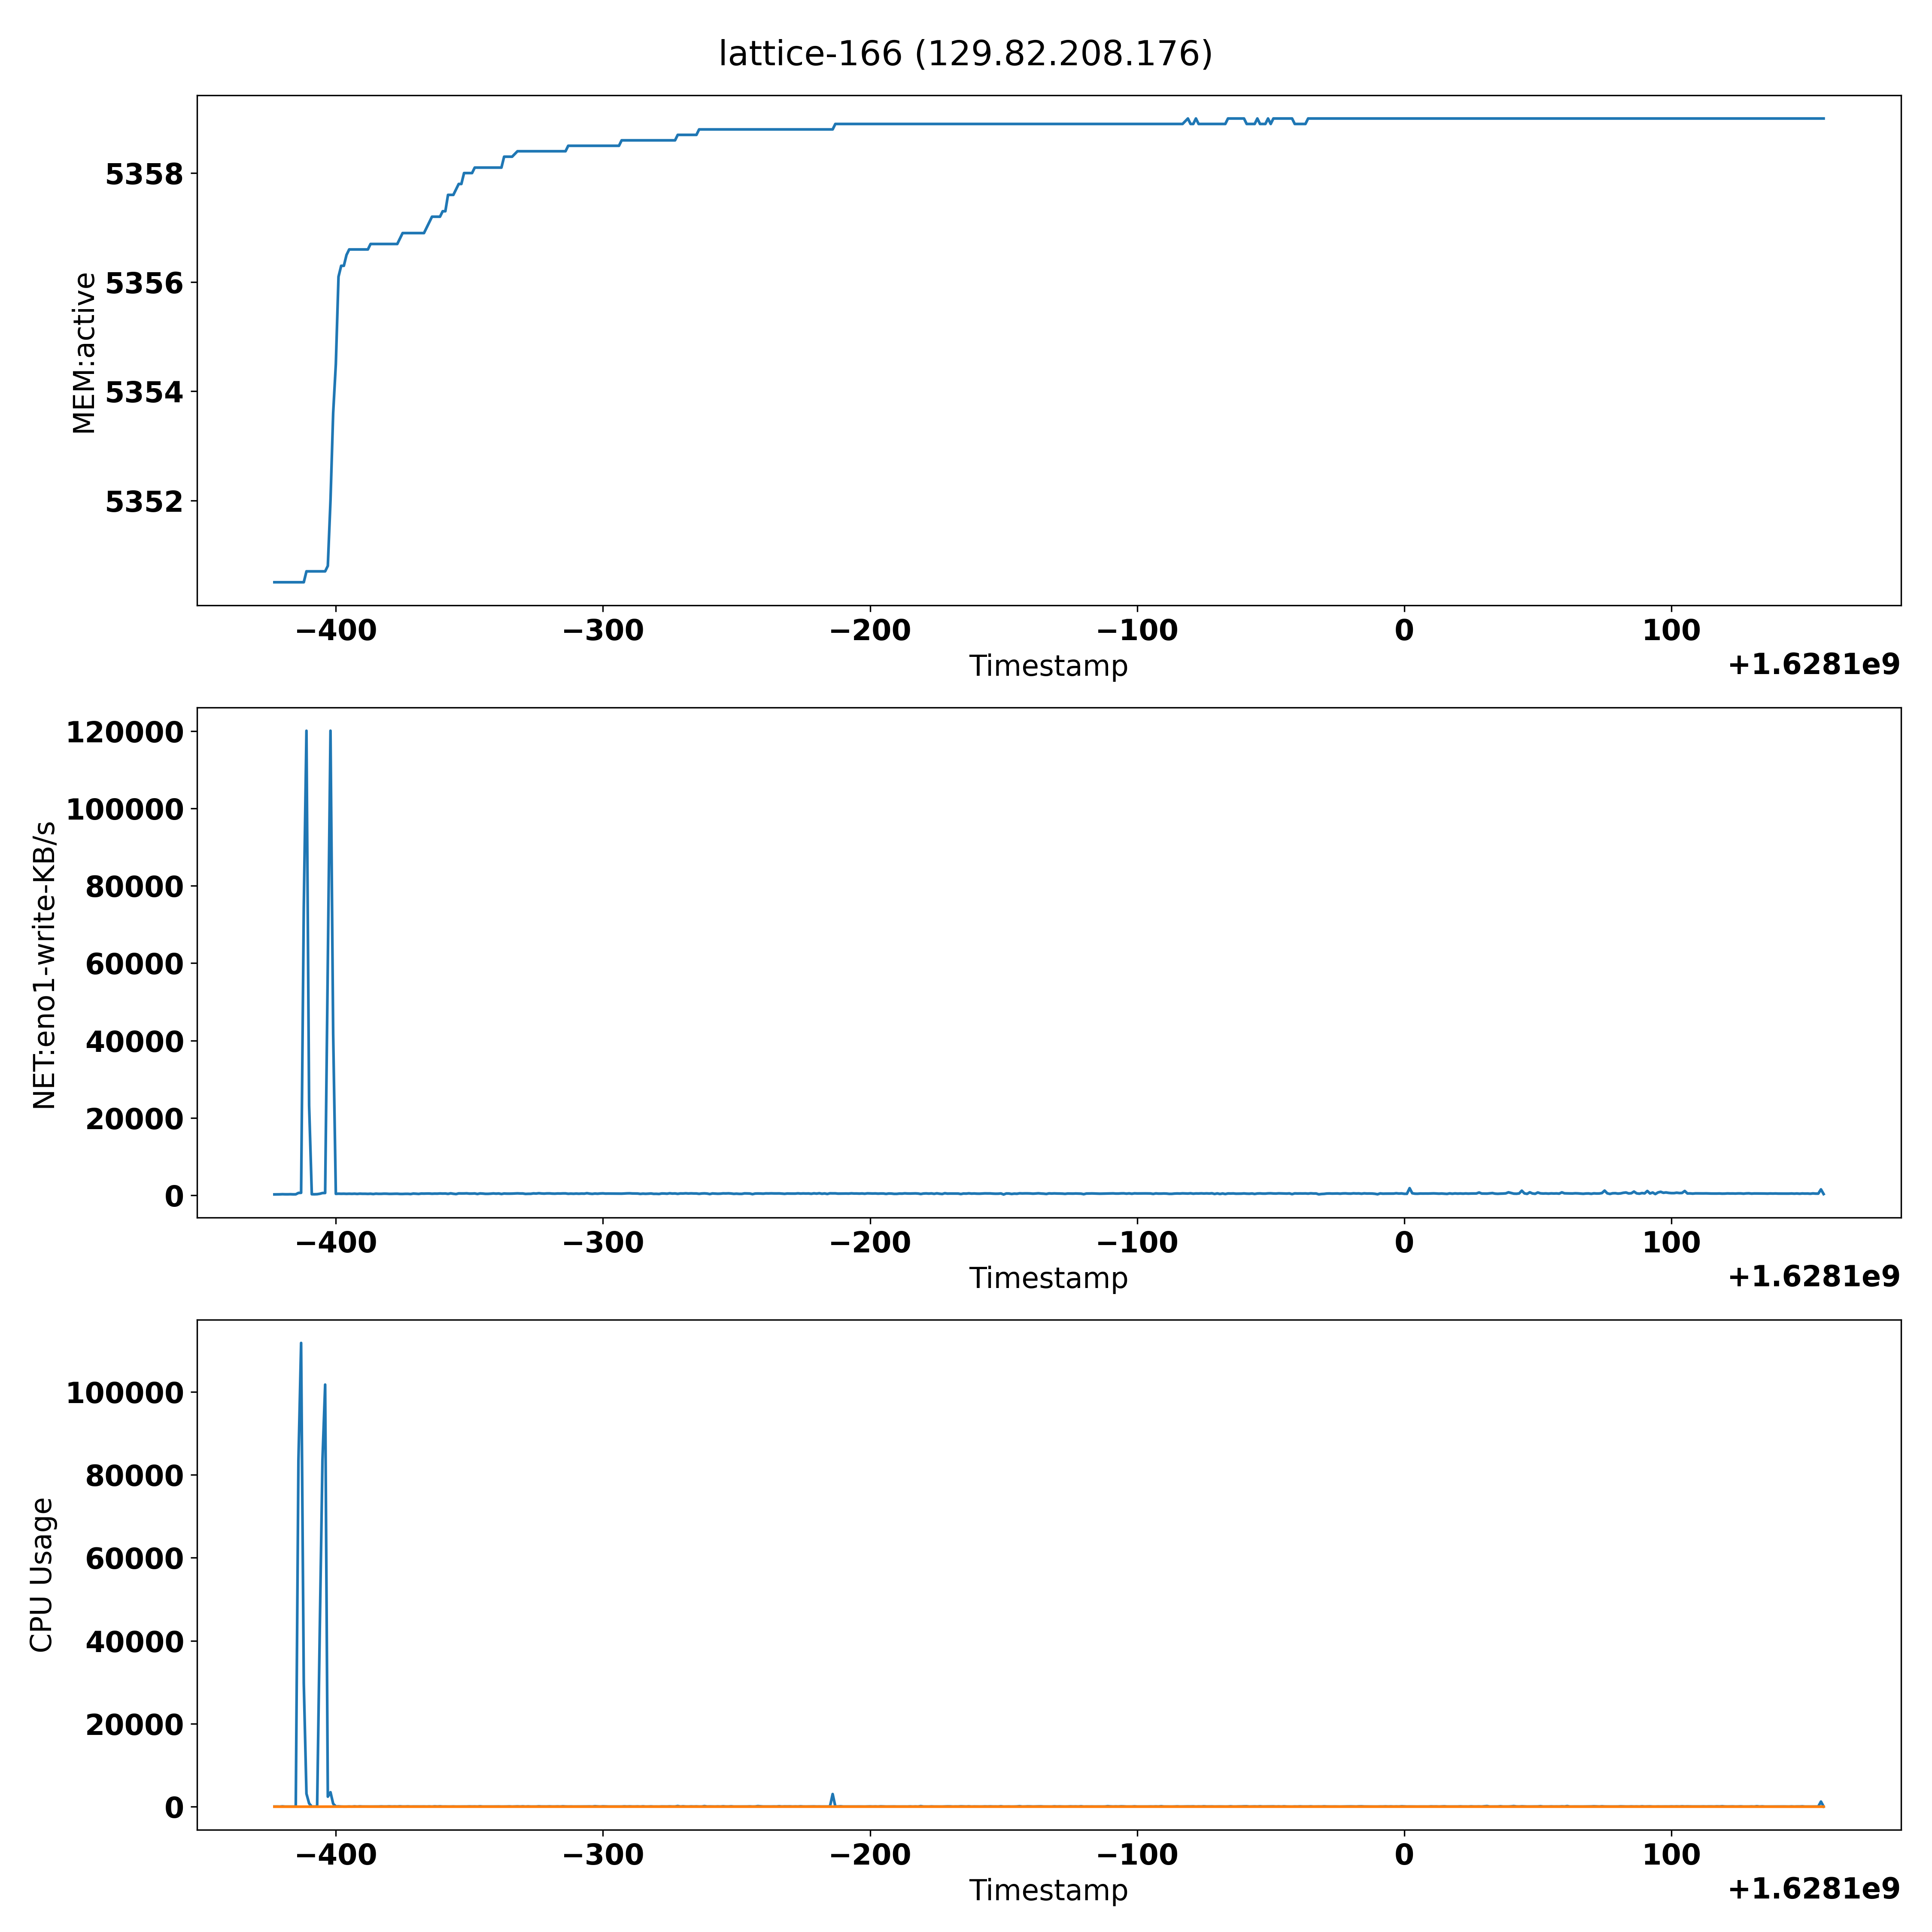 lattice-166 (129.82.208.176)
MEM:active
5358
5356
5354
5352
−400 −300 −200 −100 0 100
Timestamp
+1.6281e9
NET:eno1-write-KB/s
120000
100000
80000
60000
40000
20000
0
−400 −300 −200 −100 0 100
Timestamp
+1.6281e9
CPU Usage
100000
80000
60000
40000
20000
0
−400 −300 −200 −100 0 100
Timestamp
+1.6281e9